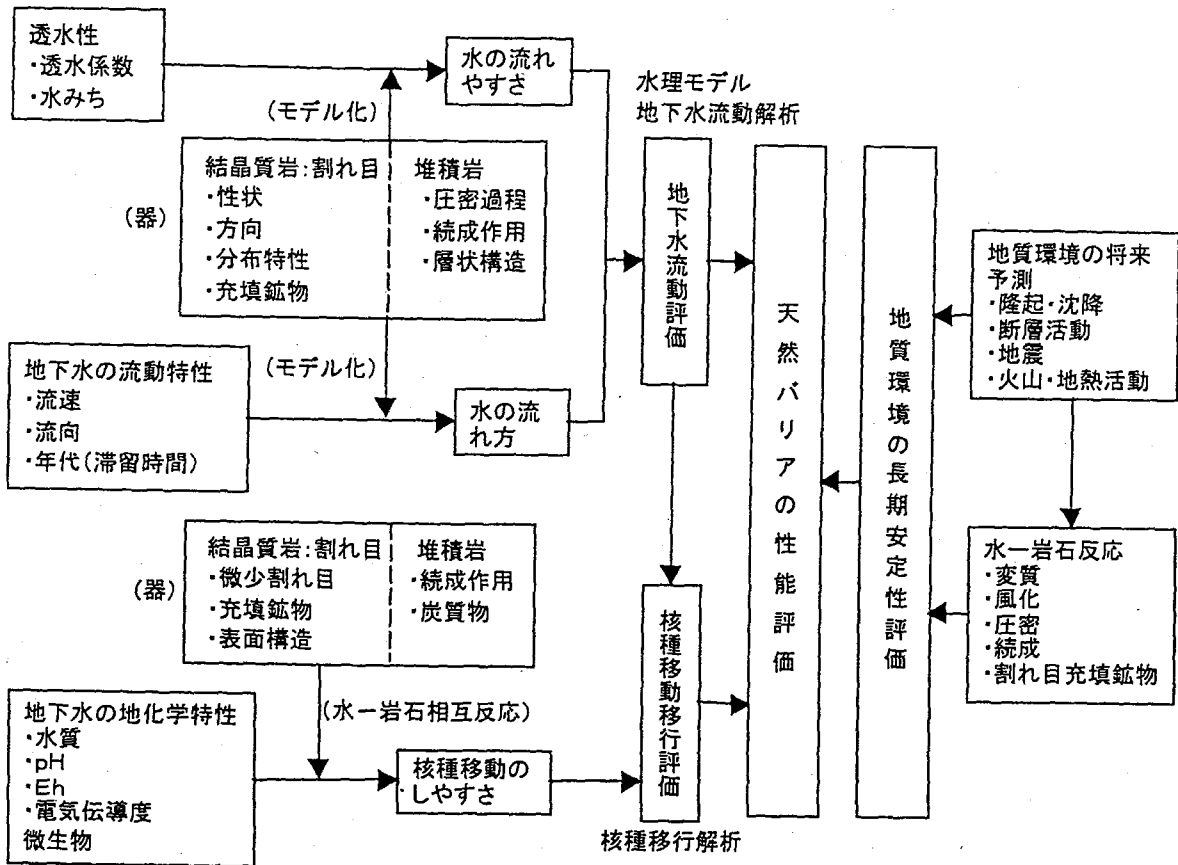 透水性
・透水係数
・水みち
水の流れ
やすさ
(モデル化)
水理モデル
地下水流動解析
(器)
結晶質岩:割れ目
・性状
・方向
・分布特性
・充填鉱物
堆積岩
・圧密過程
・続成作用
・層状構造
(モデル化)
地下水の流動特性
・流速
・流向
・年代(滞留時間)
水の流
れ方
地下水流動評価
天然バリアの性能評価
地質環境の長期安定性評価
地質環境の将来
予測
・隆起・沈降
・断層活動
・地震
・火山・地熱活動
(器)
結晶質岩:割れ目
・微少割れ目
・充填鉱物
・表面構造
堆積岩
・続成作用
・炭質物
(水ー岩石相互反応)
地下水の地化学特性
・水質
・pH
・Eh
・電気伝導度
微生物
核種移動の
しやすさ
核種移動移行評価
核種移行解析
水ー岩石反応
・変質
・風化
・圧密
・続成
・割れ目充填鉱物